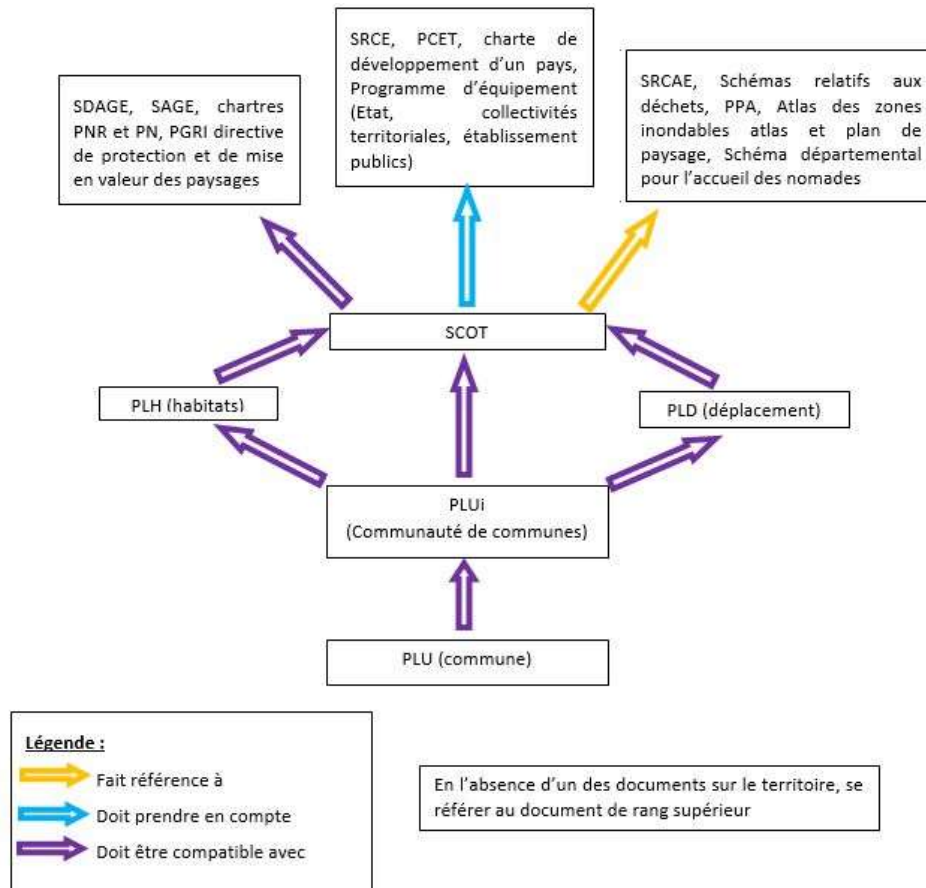 SDAGE, SAGE, chartres
PNR et PN, PGRI directive
de protection et de mise
en valeur des paysages
SRCE, PCET, charte de
développement d'un pays,
Programme d'équipement
(Etat, collectivités
territoriales, établissement
publics)
SRCAE, Schémas relatifs aux
déchets, PPA, Atlas des zones
inondables atlas et plan de
paysage, Schéma départemental
pour l'accueil des nomades
SCOT
PLH (habitats)
PLD (déplacement)
PLUi
(Communauté de communes)
PLU (commune)
Légende :
Fait référence à
Doit prendre en compte
Doit être compatible avec
En l'absence d'un des documents sur le territoire, se
référer au document de rang supérieur